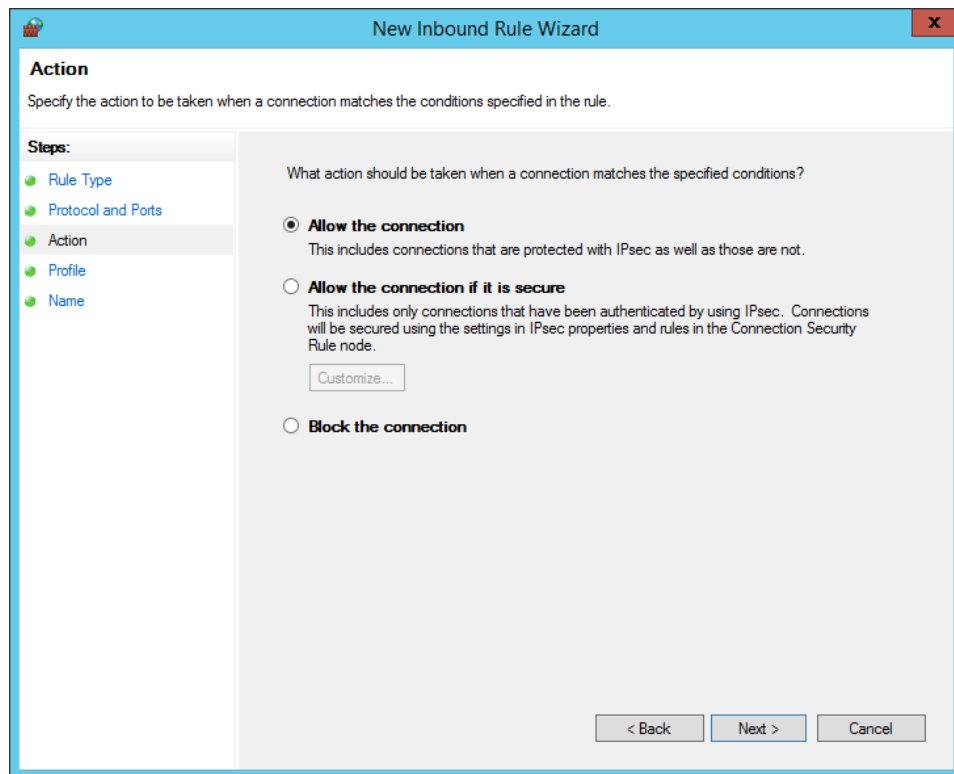 New Inbound Rule Wizard
x
Action
Specify the action to be taken when a connection matches the conditions specified in the rule.
Steps:
Rule Type
Protocol and Ports
Action
Profile
Name
What action should be taken when a connection matches the specified conditions?
Allow the connection
This includes connections that are protected with IPsec as well as those are not.
Allow the connection if it is secure
This includes only connections that have been authenticated by using IPsec. Connections
will be secured using the settings in IPsec properties and rules in the Connection Security
Rule node.
Customize...
Block the connection
< Back Next > Cancel